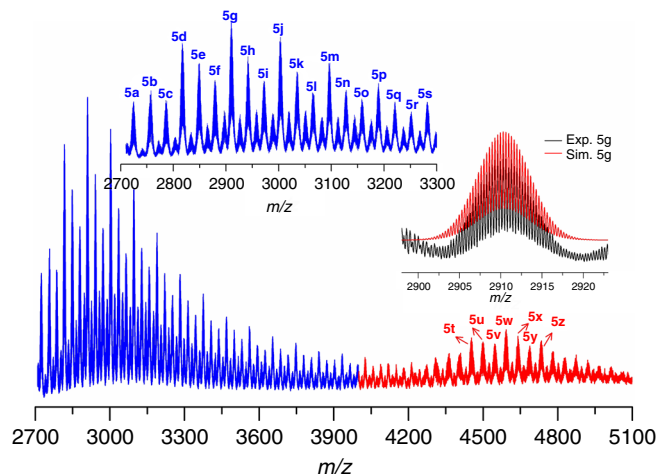 5g
5d
5j
5e
5h
5m
5f
5k
5b
5i
5p
5a
5c
5l
5n
5o
5q
5r
5s
2700 2800 2900 3000 3100 3200 3300
m/z
Exp. 5g
Sim. 5g
2900 2905 2910 2915 2920
m/z
5t
5u
5v
5w
5x
5y
5z
2700 3000 3300 3600 3900 4200 4500 4800 5100
m/z